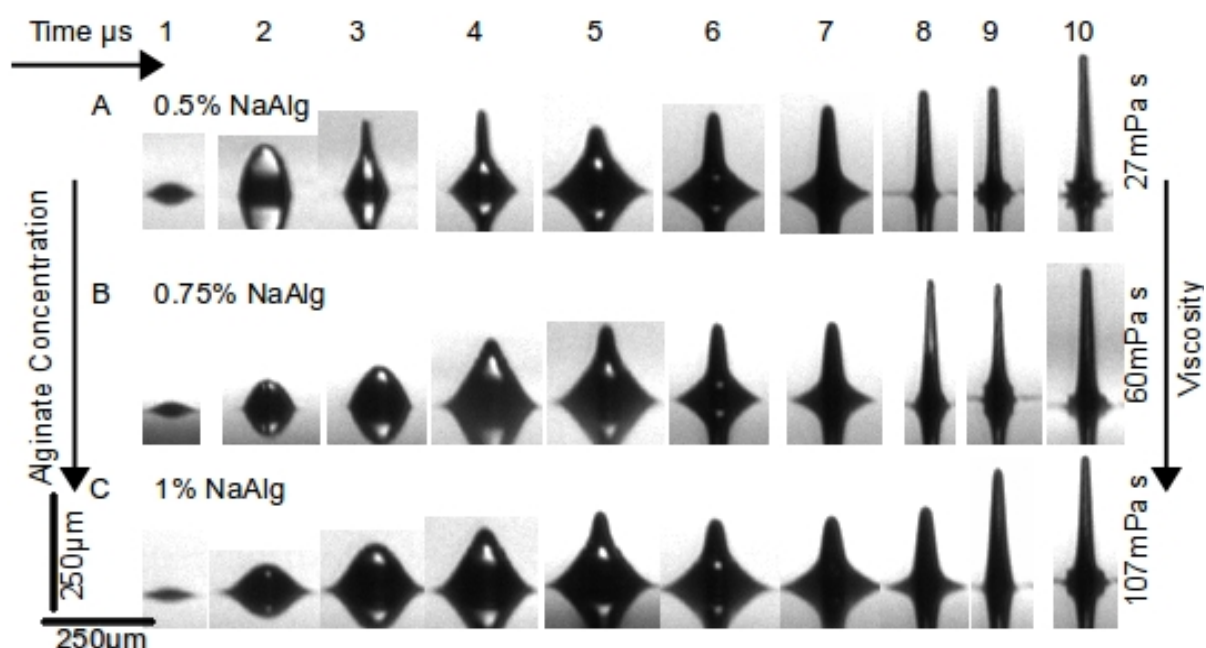 Time µs 1 2 3 4 5 6 7 8 9 10
A 0.5% NaAlg
27mPa s
Alginate Concentration
B 0.75% NaAlg
60mPa s
Viscosity
C 1% NaAlg
107mPa s
250µm
250µm